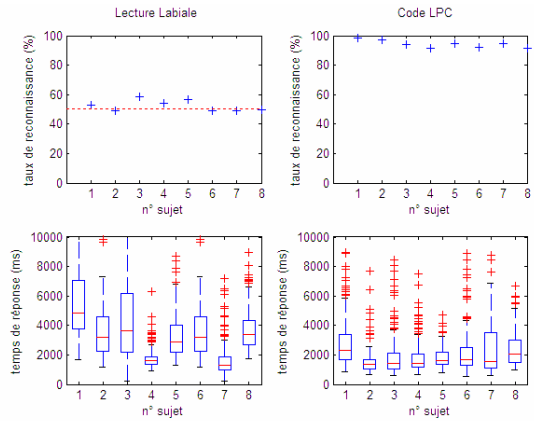 Lecture Labiale
Code LPC
taux de reconnaissance (%)
100
80
60
40
20
0
1 2 3 4 5 6 7 8
n° sujet
taux de reconnaissance (%)
100
80
60
40
20
0
1 2 3 4 5 6 7 8
n° sujet
temps de réponse (ms)
10000
8000
6000
4000
2000
0
1 2 3 4 5 6 7 8
n° sujet
temps de réponse (ms)
10000
8000
6000
4000
2000
0
1 2 3 4 5 6 7 8
n° sujet